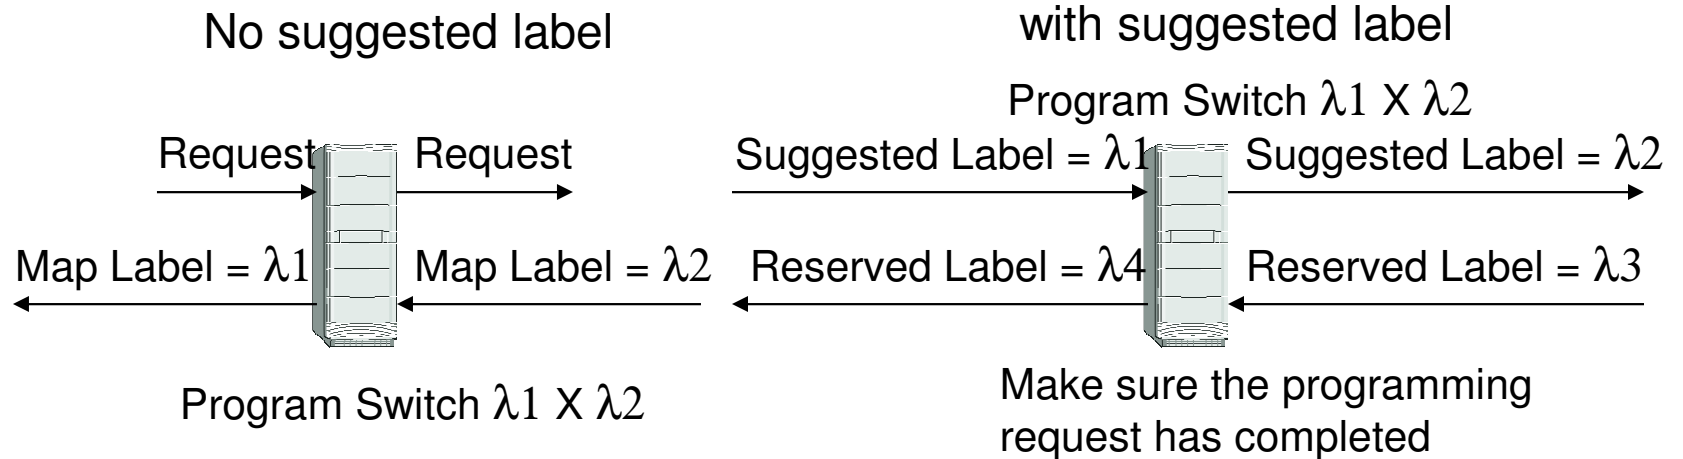 No suggested label
Request
Request
Map Label = λ1
Map Label = λ2
Program Switch λ1 X λ2
with suggested label
Program Switch λ1 X λ2
Suggested Label = λ1
Suggested Label = λ2
Reserved Label = λ4
Reserved Label = λ3
Make sure the programming
request has completed